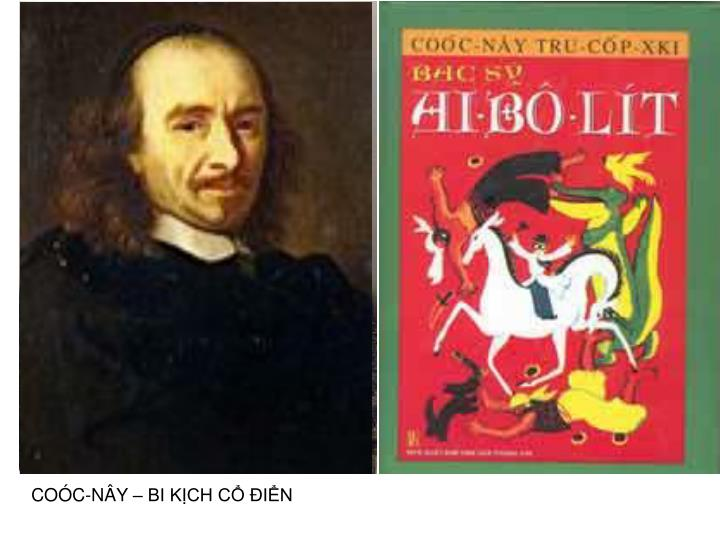 COÓC-NÂY TRU-CỐP-XKI
BÁC SỸ
AI·BÔ·LÍT
COÓC-NÂY – BI KỊCH CỔ ĐIỂN